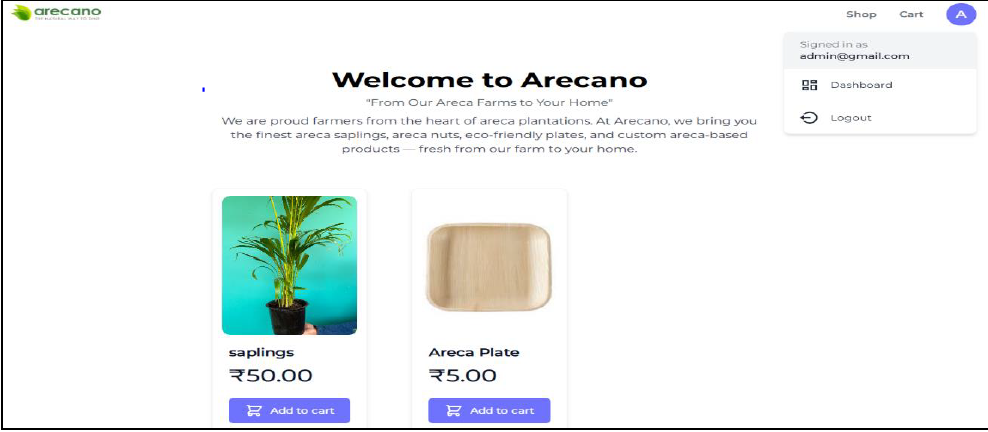 arecano
Shop
Cart
A
Signed in as
admin@gmail.com
Dashboard
Logout
Welcome to Arecano
"From Our Areca Farms to Your Home"
We are proud farmers from the heart of areca plantations. At Arecano, we bring you
the finest areca saplings, areca nuts, eco-friendly plates, and custom areca-based
products — fresh from our farm to your home.
saplings
₹50.00
Add to cart
Areca Plate
₹5.00
Add to cart